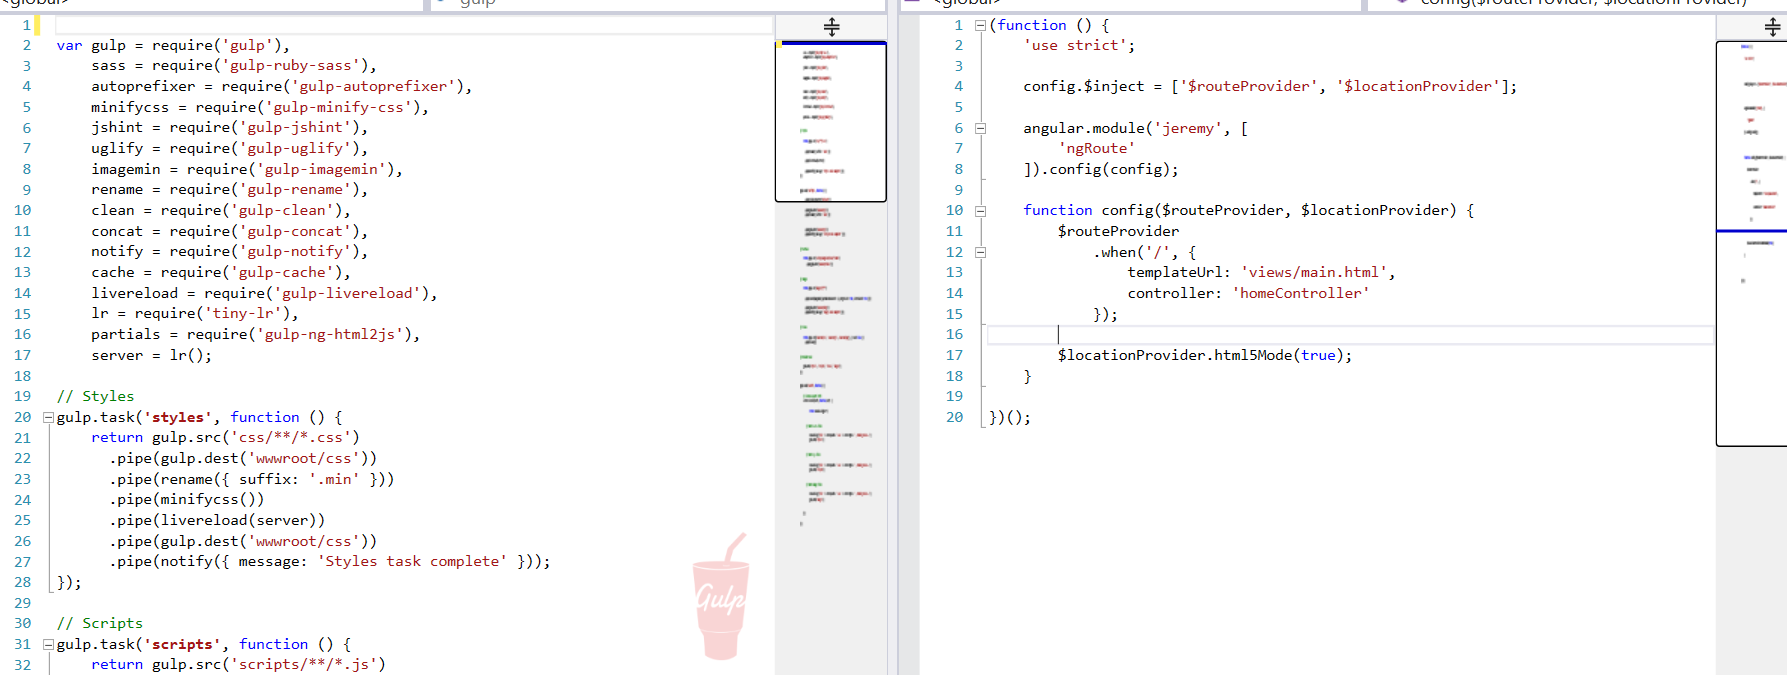 <global>
gulp
1
2 var gulp = require('gulp'),
3 sass = require('gulp-ruby-sass'),
4 autoprefixer = require('gulp-autoprefixer'),
5 minifycss = require('gulp-minify-css'),
6 jshint = require('gulp-jshint'),
7 uglify = require('gulp-uglify'),
8 imagemin = require('gulp-imagemin'),
9 rename = require('gulp-rename'),
10 clean = require('gulp-clean'),
11 concat = require('gulp-concat'),
12 notify = require('gulp-notify'),
13 cache = require('gulp-cache'),
14 livereload = require('gulp-livereload'),
15 lr = require('tiny-lr'),
16 partials = require('gulp-ng-html2js'),
17 server = lr();
18
19 // Styles
20 gulp.task('styles', function () {
21 return gulp.src('css/**/*.css')
22 .pipe(gulp.dest('wwwroot/css'))
23 .pipe(rename({ suffix: '.min' }))
24 .pipe(minifycss())
25 .pipe(livereload(server))
26 .pipe(gulp.dest('wwwroot/css'))
27 .pipe(notify({ message: 'Styles task complete' }));
28 });
29
30 // Scripts
31 gulp.task('scripts', function () {
32 return gulp.src('scripts/**/*.js')
Gulp
<global>
config($routeProvider, $locationProvider)
1 (function () {
2 'use strict';
3
4 config.$inject = ['$routeProvider', '$locationProvider'];
5
6 angular.module('jeremy', [
7 'ngRoute'
8 ]).config(config);
9
10 function config($routeProvider, $locationProvider) {
11 $routeProvider
12 .when('/', {
13 templateUrl: 'views/main.html',
14 controller: 'homeController'
15 });
16
17 $locationProvider.html5Mode(true);
18 }
19
20 })();